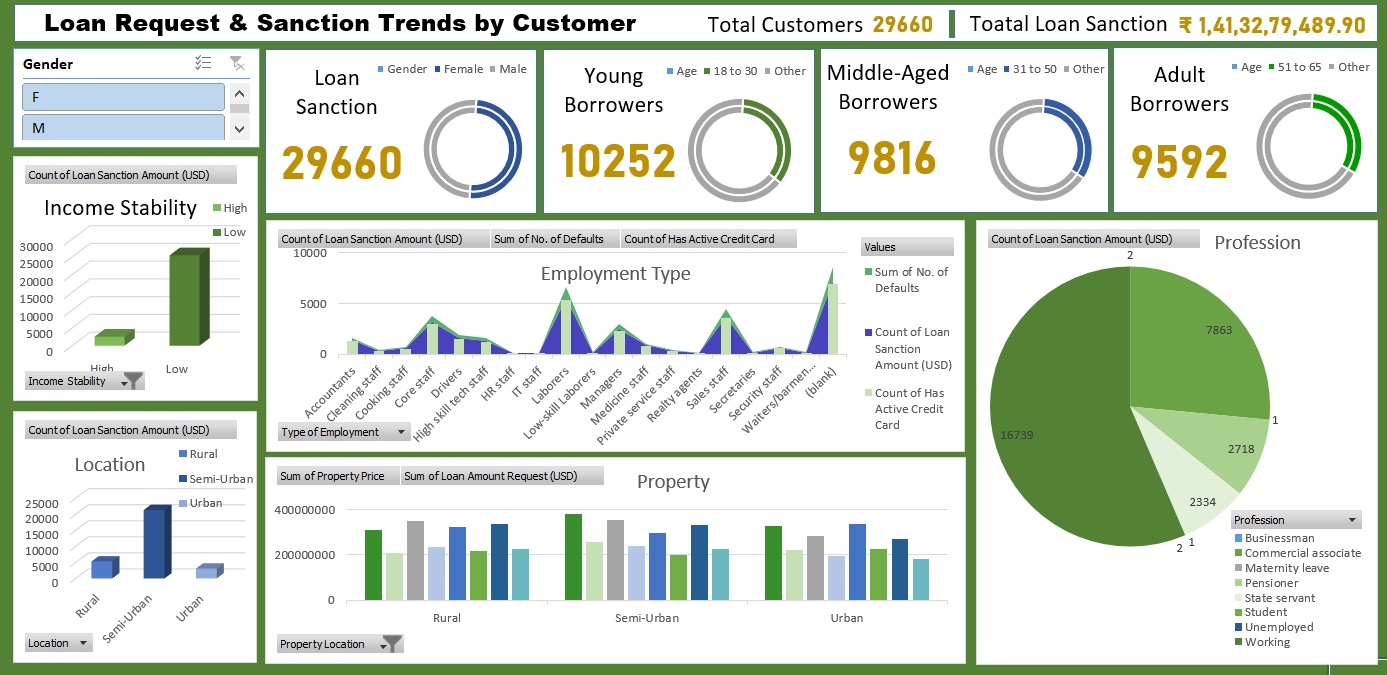 Loan Request & Sanction Trends by Customer
Total Customers 29660
Toatal Loan Sanction ₹ 1,41,32,79,489.90
Gender
F
M
Loan
Sanction
Gender Female Male
29660
Young
Borrowers
Age 18 to 30 Other
10252
Middle-Aged
Borrowers
Age 31 to 50 Other
9816
Adult
Borrowers
Age 51 to 65 Other
9592
Count of Loan Sanction Amount (USD)
Income Stability
High
Low
30000
25000
20000
15000
10000
5000
0
High
Low
Income Stability
Count of Loan Sanction Amount (USD)
Location
Rural
Semi-Urban
Urban
25000
20000
15000
10000
5000
0
Rural
Semi-Urban
Urban
Location
Count of Loan Sanction Amount (USD)
Sum of No. of Defaults
Count of Has Active Credit Card
Employment Type
10000
5000
0
Accountants
Cleaning staff
Cooking staff
Core staff
Drivers
High skill tech staff
HR staff
IT staff
Laborers
Low-skill Laborers
Managers
Medicine staff
Private service staff
Realty agents
Sales staff
Secretaries
Security staff
Waiters/barmen...
(blank)
Type of Employment
Values
Sum of No. of
Defaults
Count of Loan
Sanction
Amount (USD)
Count of Has
Active Credit
Card
Sum of Property Price
Sum of Loan Amount Request (USD)
Property
400000000
200000000
0
Rural
Semi-Urban
Urban
Property Location
Count of Loan Sanction Amount (USD)
Profession
2
7863
1
2718
2334
1
2
16739
Profession
Businessman
Commercial associate
Maternity leave
Pensioner
State servant
Student
Unemployed
Working